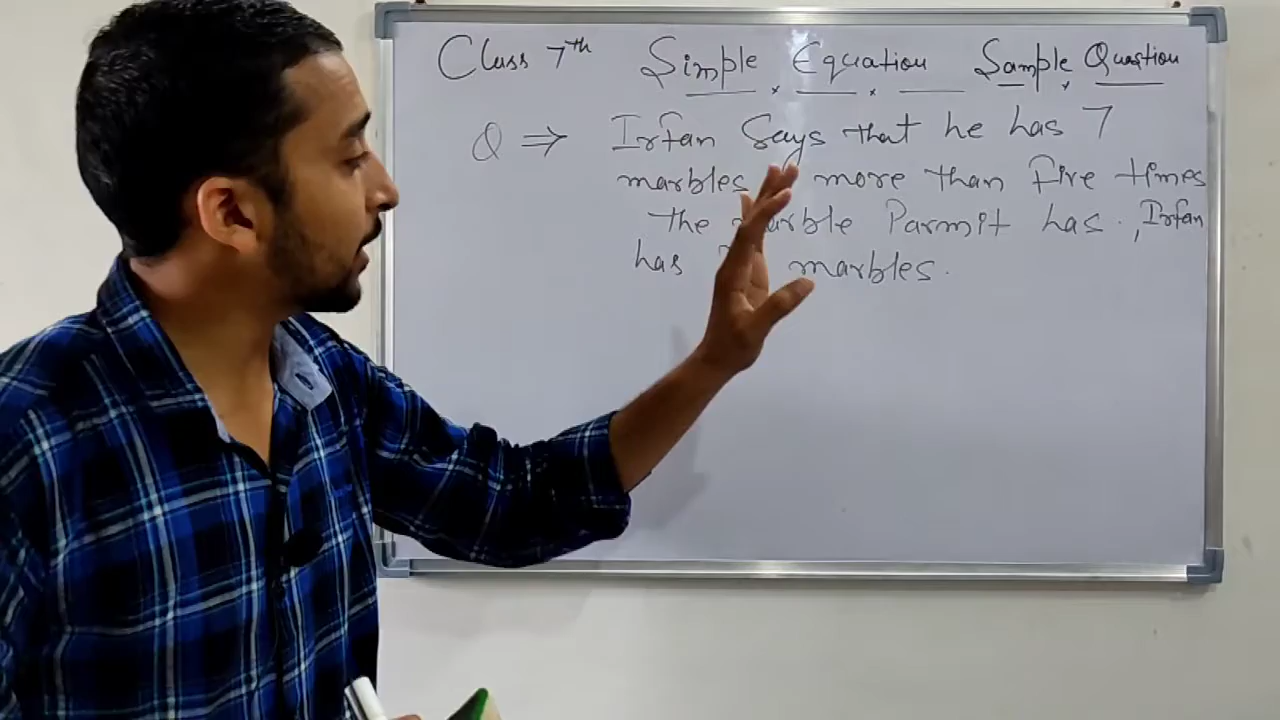 Class 7th Simple Equation Sample Question
Q ⇒ Irfan Says that he has 7
marbles more than five times
the marble Parmit has., Irfan
has marbles.